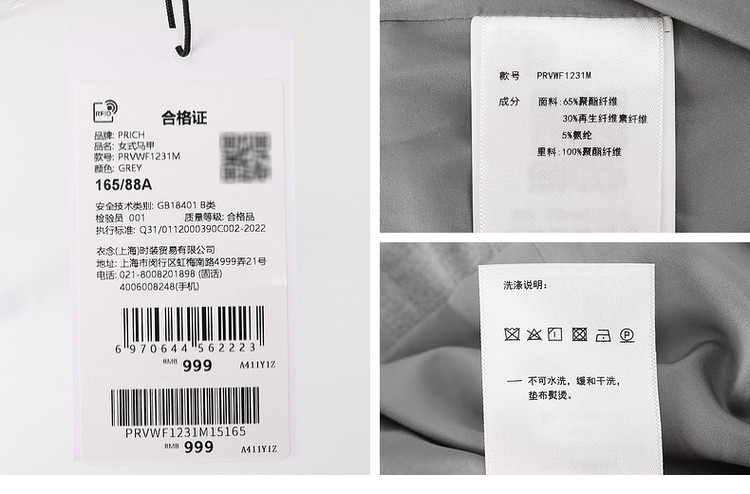 RFID
合格证
品牌: PRICH
品名: 女式马甲
款号: PRVWF1231M
颜色: GREY
165/88A
安全技术类别: GB18401 B类
检验员 001 质量等级: 合格品
执行标准: Q31/0112000390C002-2022
衣念(上海)时装贸易有限公司
地址: 上海市闵行区虹梅南路4999弄21号
电话: 021-8008201898 (固话)
4006008248(手机)
6 970644 562223
RMB 999 A411Y1Z
PRVWF1231M15165
RMB 999 A411Y1Z
款号 PRVWF1231M
成分 面料: 65%聚酯纤维
30%再生纤维素纤维
5%氨纶
里料: 100%聚酯纤维
洗涤说明:
P
— 不可水洗, 缓和干洗,
垫布熨烫。